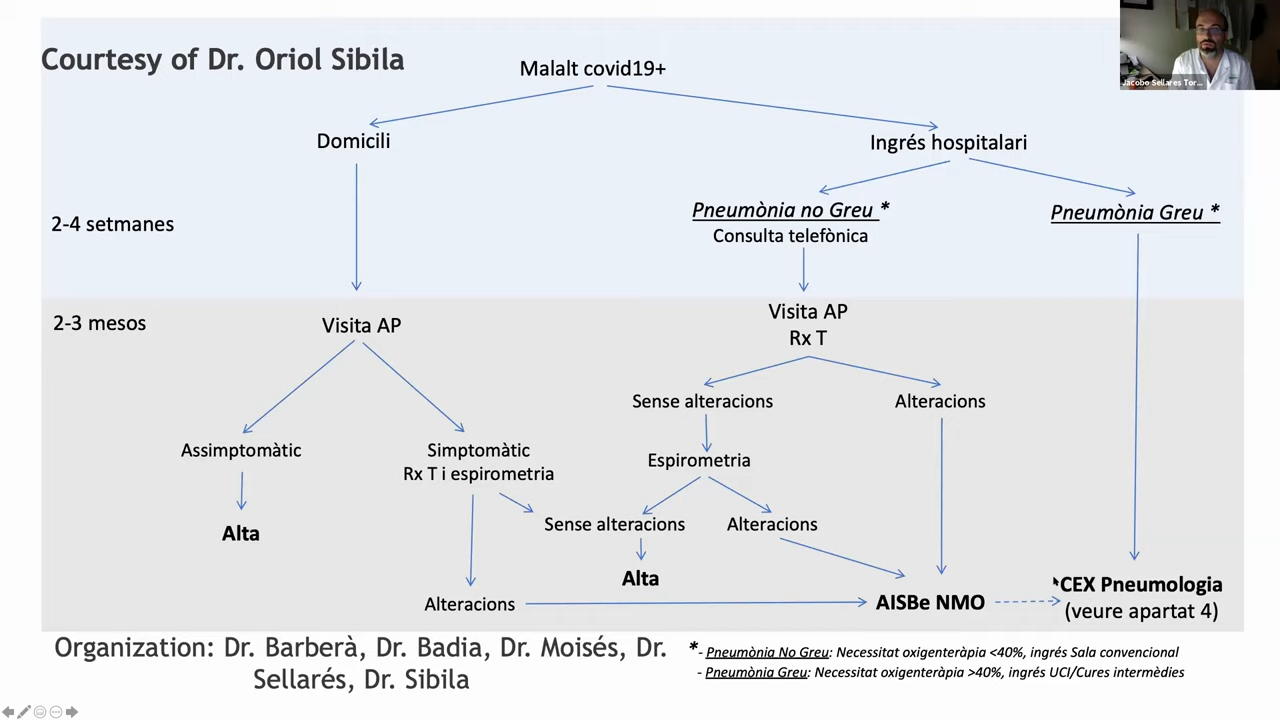 Courtesy of Dr. Oriol Sibila
Jacobo Sellares Tor...
Malalt covid19+
Domicili
Ingrés hospitalari
2-4 setmanes
Pneumònia no Greu *
Consulta telefònica
Pneumònia Greu *
2-3 mesos
Visita AP
Visita AP
Rx T
Sense alteracions
Alteracions
Assimptomàtic
Simptomàtic
Rx T i espirometria
Espirometria
Alta
Sense alteracions
Alteracions
Alta
Alteracions
AISBe NMO
CEX Pneumologia
(veure apartat 4)
Organization: Dr. Barberà, Dr. Badia, Dr. Moisés, Dr.
Sellarés, Dr. Sibila
*- Pneumònia No Greu: Necessitat oxigenteràpia <40%, ingrés Sala convencional
- Pneumònia Greu: Necessitat oxigenteràpia >40%, ingrés UCI/Cures intermèdies